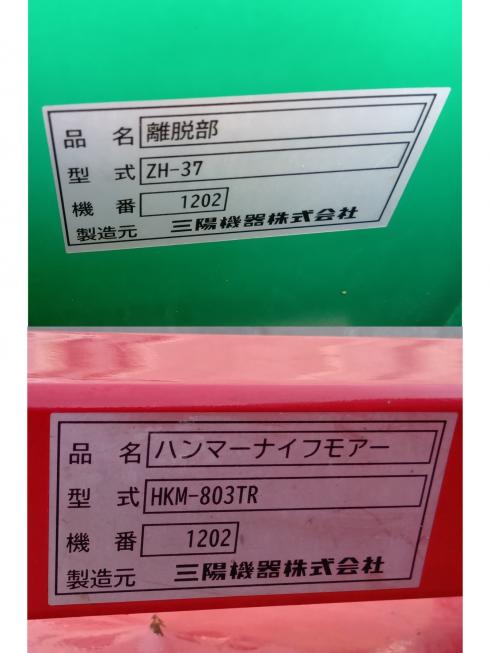 品 名 離脱部
型 式 ZH-37
機 番 1202
製造元 三陽機器株式会社
品 名 ハンマーナイフモアー
型 式 HKM-803TR
機 番 1202
製造元 三陽機器株式会社